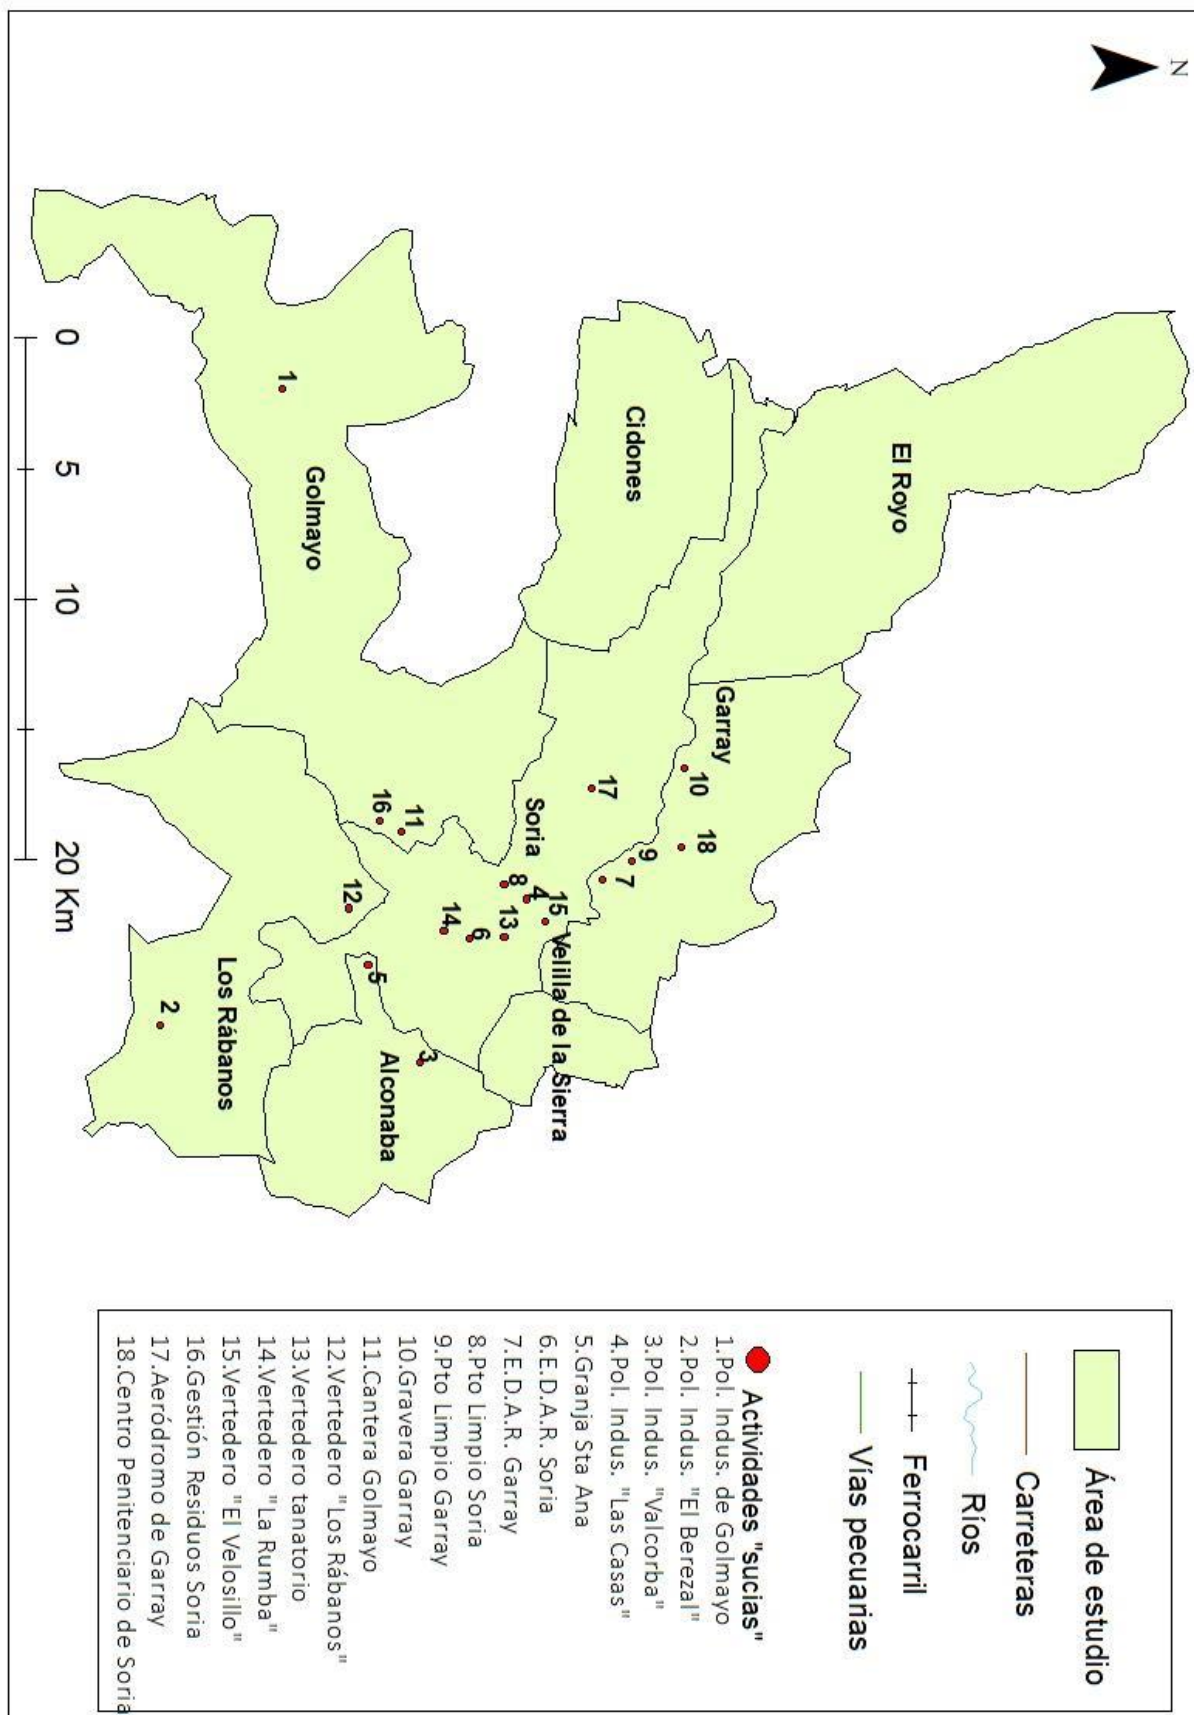 N
El Royo
Cidones
Garray
10
18
17
9
7
Soria
15
Velilla de la Sierra
4
8
13
6
14
11
16
3
Golmayo
1
12
5
Alconaba
Los Rábanos
2
0
5
10
20 Km
Área de estudio
Carreteras
Ríos
Ferrocarril
Vías pecuarias
Actividades "sucias"
1.Pol. Indus. de Golmayo
2.Pol. Indus. "El Berezal"
3.Pol. Indus. "Valcorba"
4.Pol. Indus. "Las Casas"
5.Granja Sta Ana
6.E.D.A.R. Soria
7.E.D.A.R. Garray
8.Pto Limpio Soria
9.Pto Limpio Garray
10.Gravera Garray
11.Cantera Golmayo
12.Vertedero "Los Rábanos"
13.Vertedero tanatorio
14.Vertedero "La Rumba"
15.Vertedero "El Velosillo"
16.Gestión Residuos Soria
17.Aeródromo de Garray
18.Centro Penitenciario de Soria